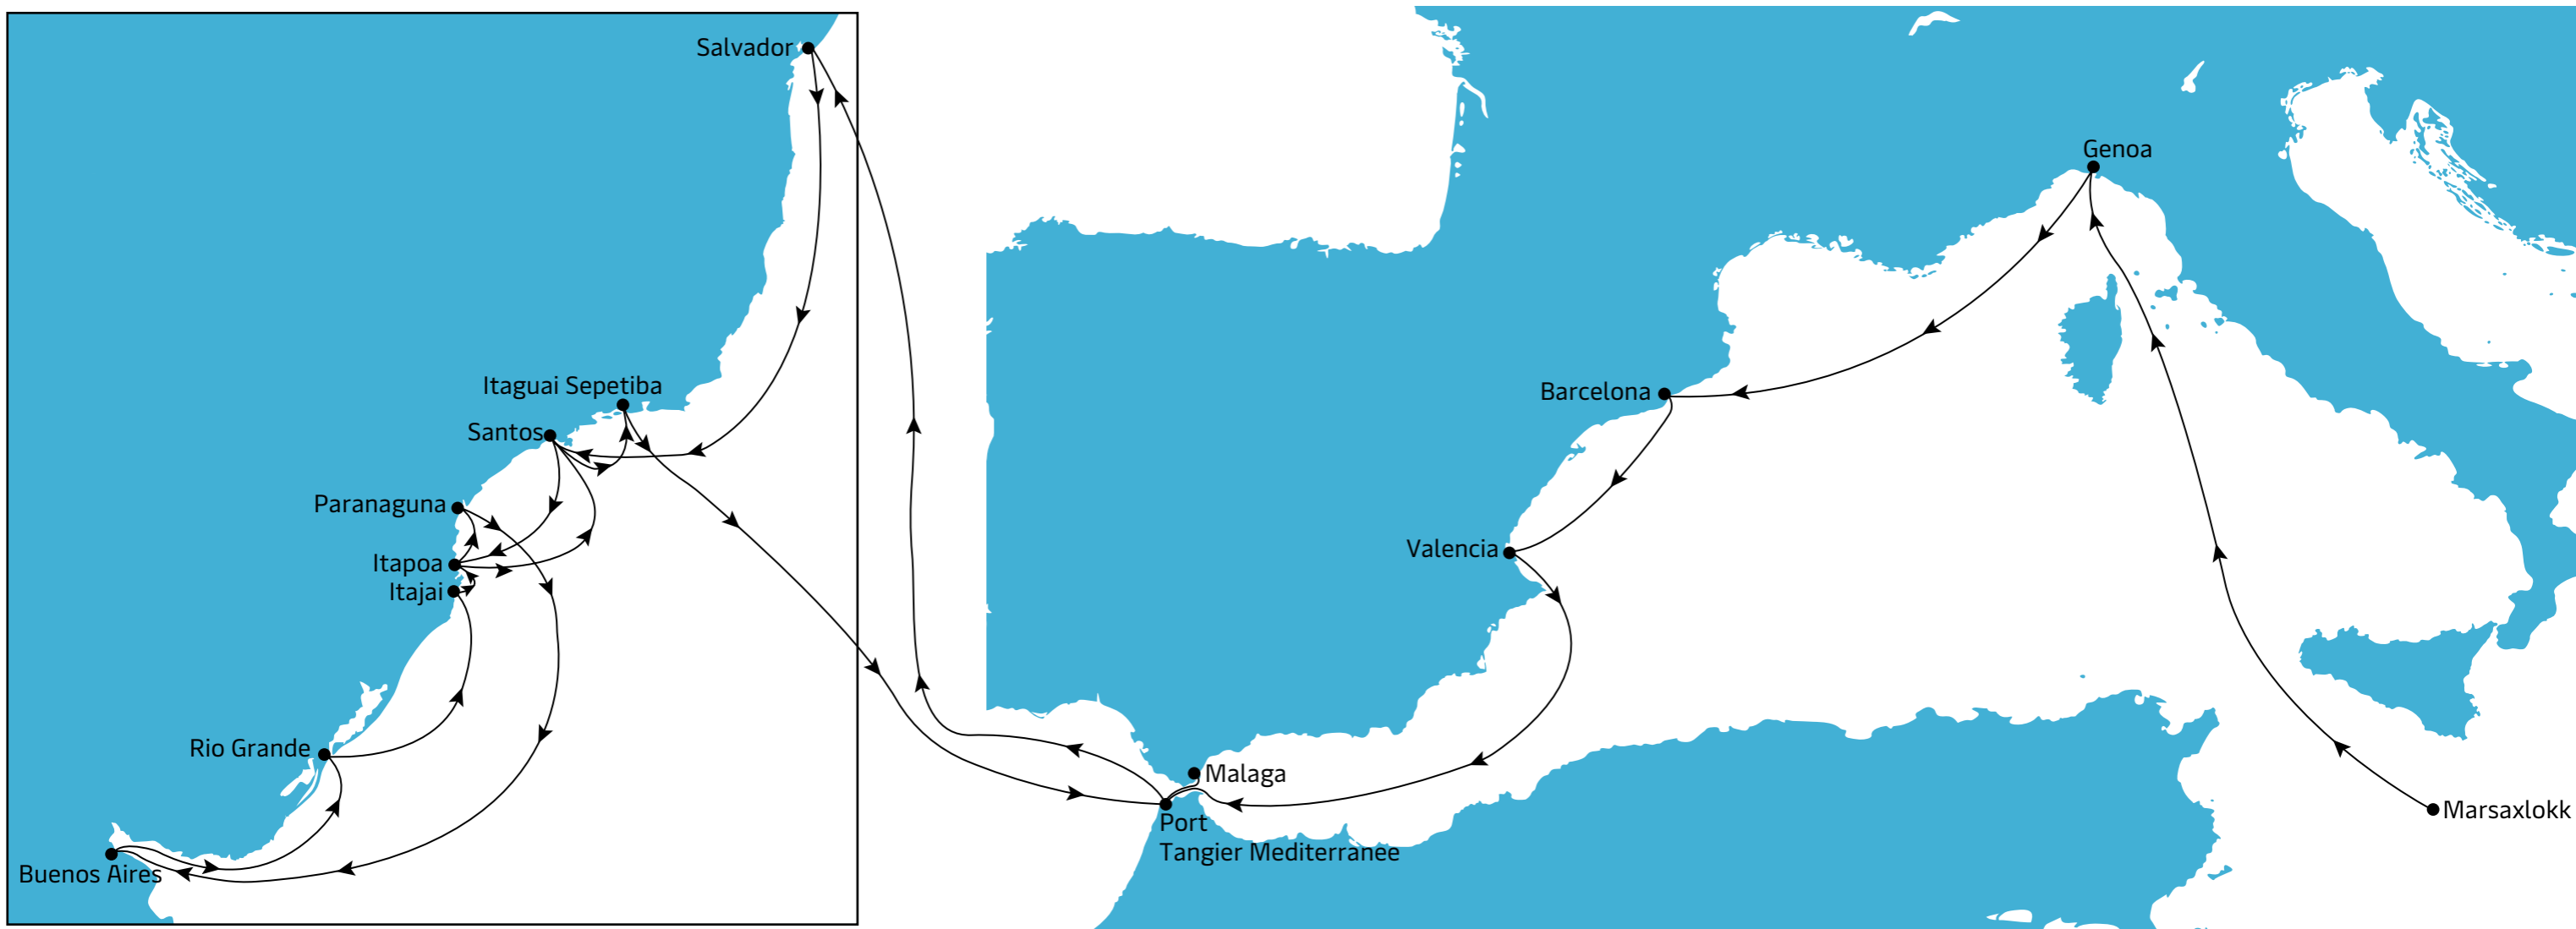 Salvador
Genoa
Itaguai Sepetiba
Barcelona
Santos
Paranaguna
Valencia
Itapoa
Itajai
Rio Grande
Malaga
Marsaxlokk
Port
Tangier Mediterranee
Buenos Aires